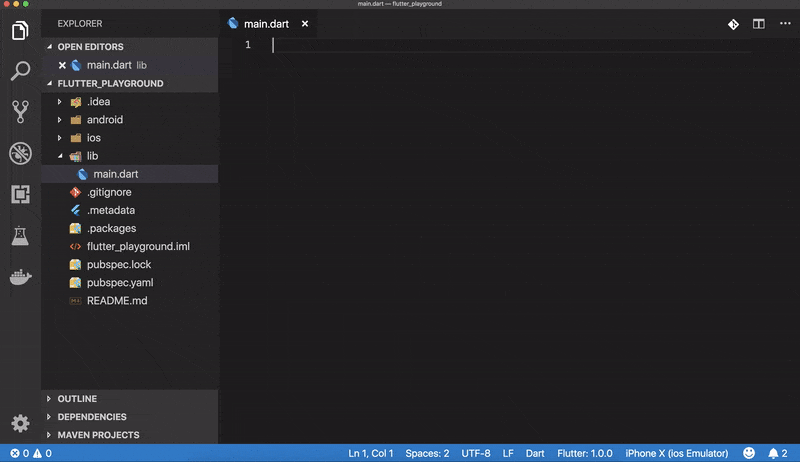 main.dart — flutter_playground
EXPLORER
OPEN EDITORS
main.dart lib
FLUTTER_PLAYGROUND
.idea
android
ios
lib
main.dart
.gitignore
.metadata
.packages
flutter_playground.iml
pubspec.lock
pubspec.yaml
README.md
OUTLINE
DEPENDENCIES
MAVEN PROJECTS
main.dart
1
0 0
Ln 1, Col 1 Spaces: 2 UTF-8 LF Dart Flutter: 1.0.0 iPhone X (ios Emulator) 2